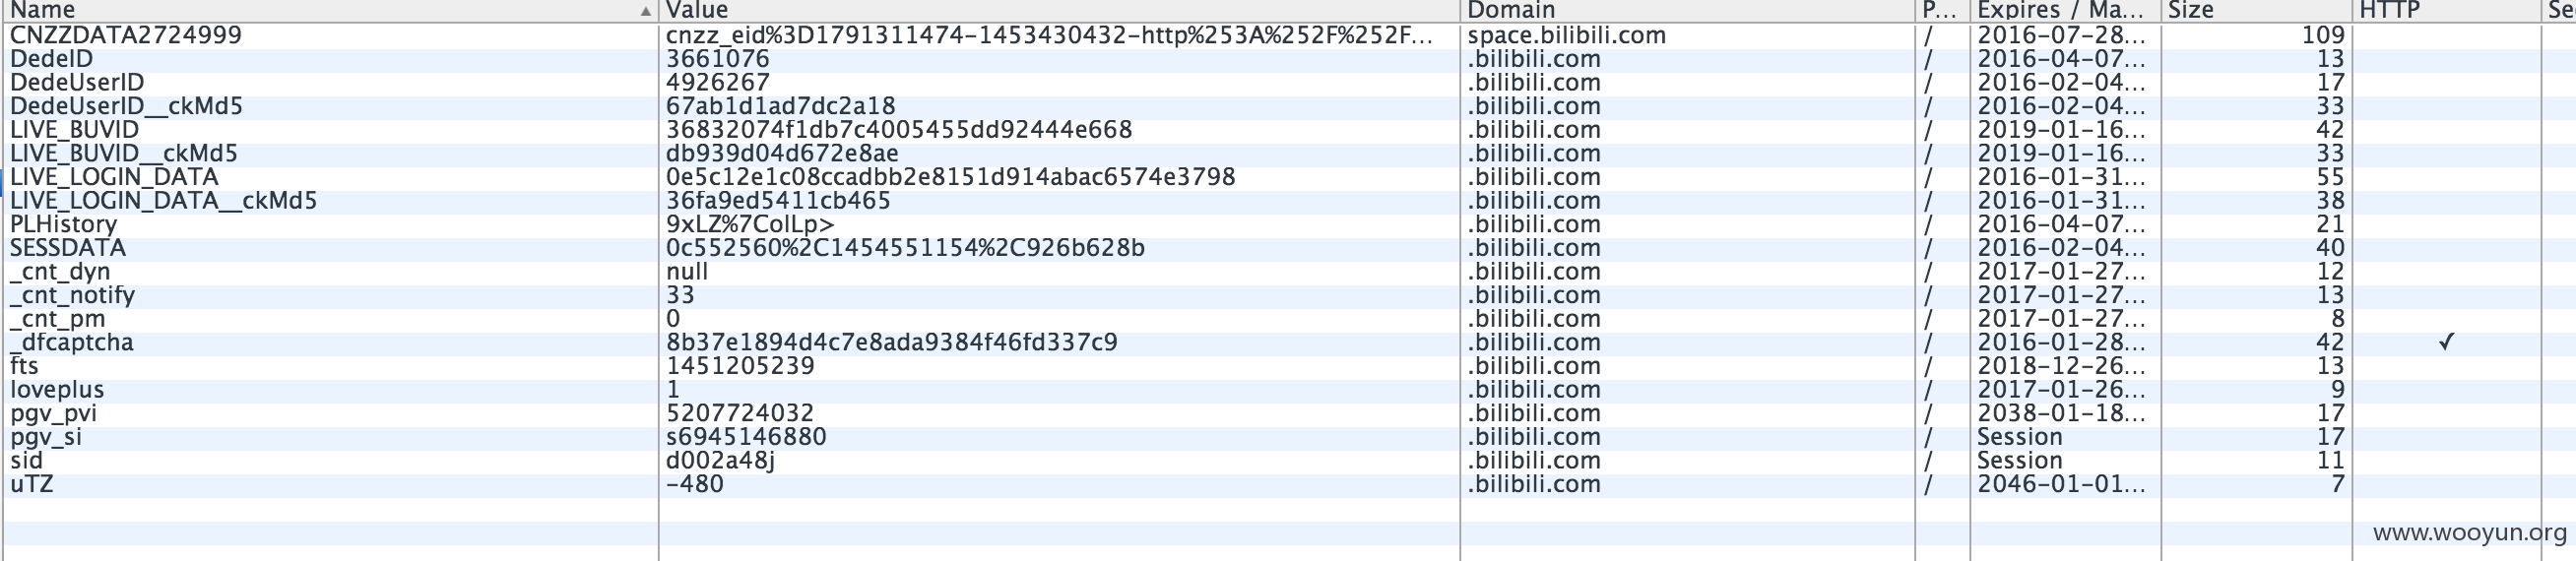 Name Value Domain P... Expires / Ma... Size HTTP Se
CNZZDATA2724999 cnzz_eid%3D1791311474-1453430432-http%253A%252F%252F... space.bilibili.com / 2016-07-28... 109
DedeID 3661076 .bilibili.com / 2016-04-07... 13
DedeUserID 4926267 .bilibili.com / 2016-02-04... 17
DedeUserID__ckMd5 67ab1d1ad7dc2a18 .bilibili.com / 2016-02-04... 33
LIVE_BUVID 36832074f1db7c4005455dd92444e668 .bilibili.com / 2019-01-16... 42
LIVE_BUVID__ckMd5 db939d04d672e8ae .bilibili.com / 2019-01-16... 33
LIVE_LOGIN_DATA 0e5c12e1c08ccadbb2e8151d914abac6574e3798 .bilibili.com / 2016-01-31... 55
LIVE_LOGIN_DATA__ckMd5 36fa9ed5411cb465 .bilibili.com / 2016-01-31... 38
PLHistory 9xLZ%7ColLp> .bilibili.com / 2016-04-07... 21
SESSDATA 0c552560%2C1454551154%2C926b628b .bilibili.com / 2016-02-04... 40
_cnt_dyn null .bilibili.com / 2017-01-27... 12
_cnt_notify 33 .bilibili.com / 2017-01-27... 13
_cnt_pm 0 .bilibili.com / 2017-01-27... 8
_dfcaptcha 8b37e1894d4c7e8ada9384f46fd337c9 .bilibili.com / 2016-01-28... 42 ✓
fts 1451205239 .bilibili.com / 2018-12-26... 13
loveplus 1 .bilibili.com / 2017-01-26... 9
pgv_pvi 5207724032 .bilibili.com / 2038-01-18... 17
pgv_si s6945146880 .bilibili.com / Session 17
sid d002a48j .bilibili.com / Session 11
uTZ -480 .bilibili.com / 2046-01-01... 7
www.wooyun.org